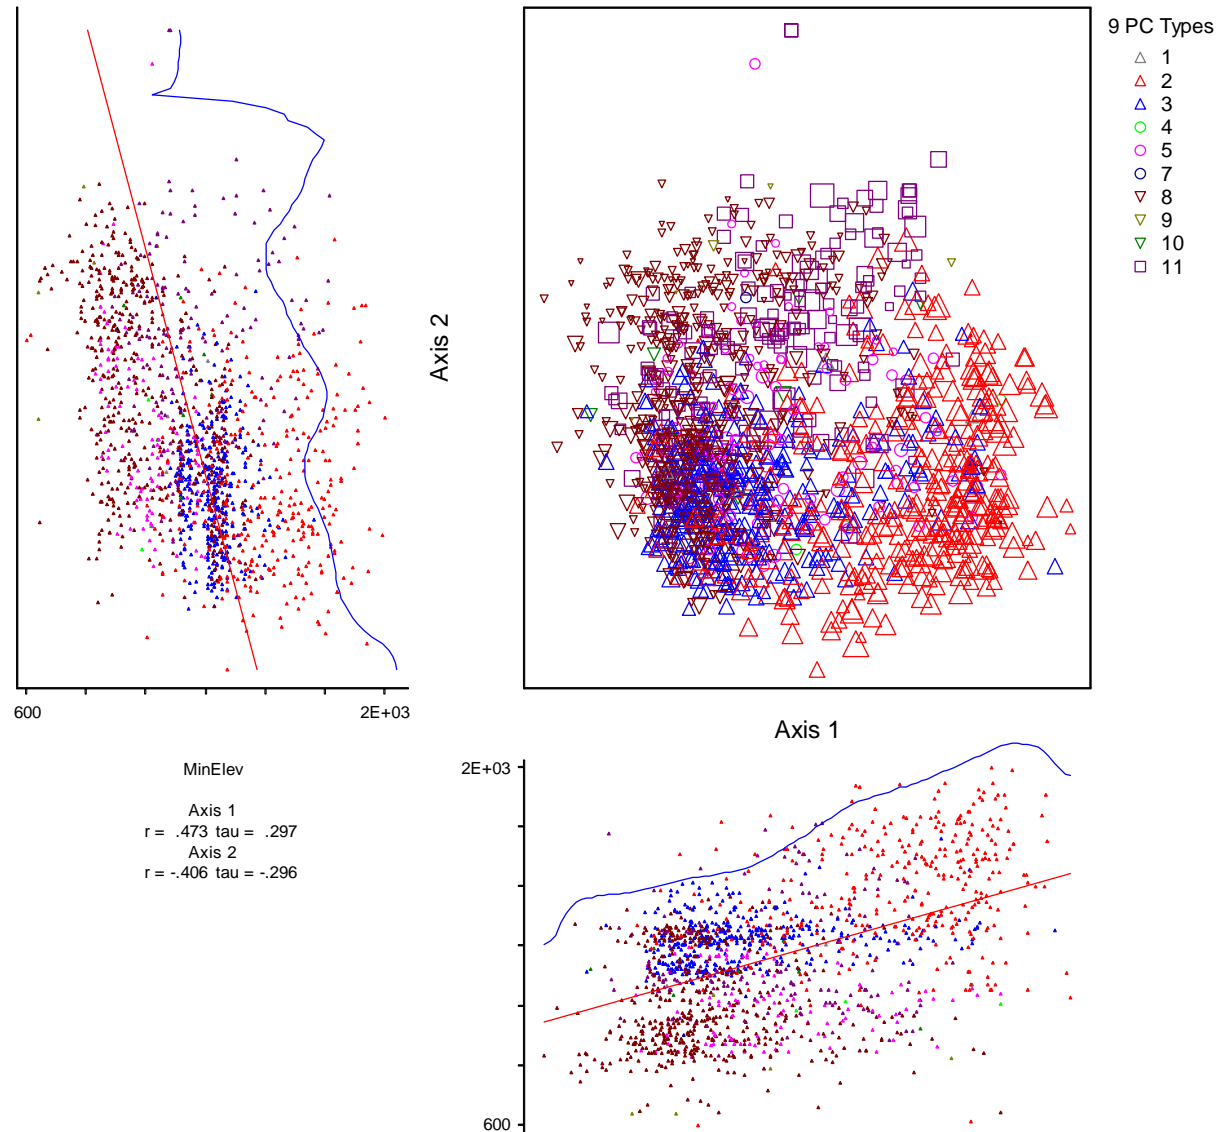 9 PC Types
1
2
3
4
5
7
8
9
10
11
Axis 2
600
2E+03
Axis 1
MinElev
Axis 1
r = .473 tau = .297
Axis 2
r = -.406 tau = -.296
2E+03
600